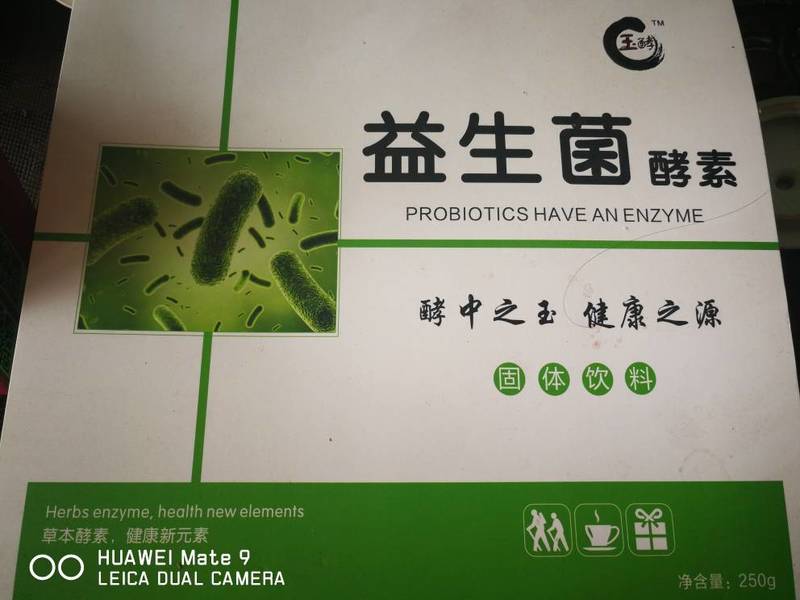 玉酵 TM
益生菌 酵素
PROBIOTICS HAVE AN ENZYME
酵中之玉 健康之源
固体饮料
Herbs enzyme, health new elements
草本酵素，健康新元素
HUAWEI Mate 9
LEICA DUAL CAMERA
净含量：250g